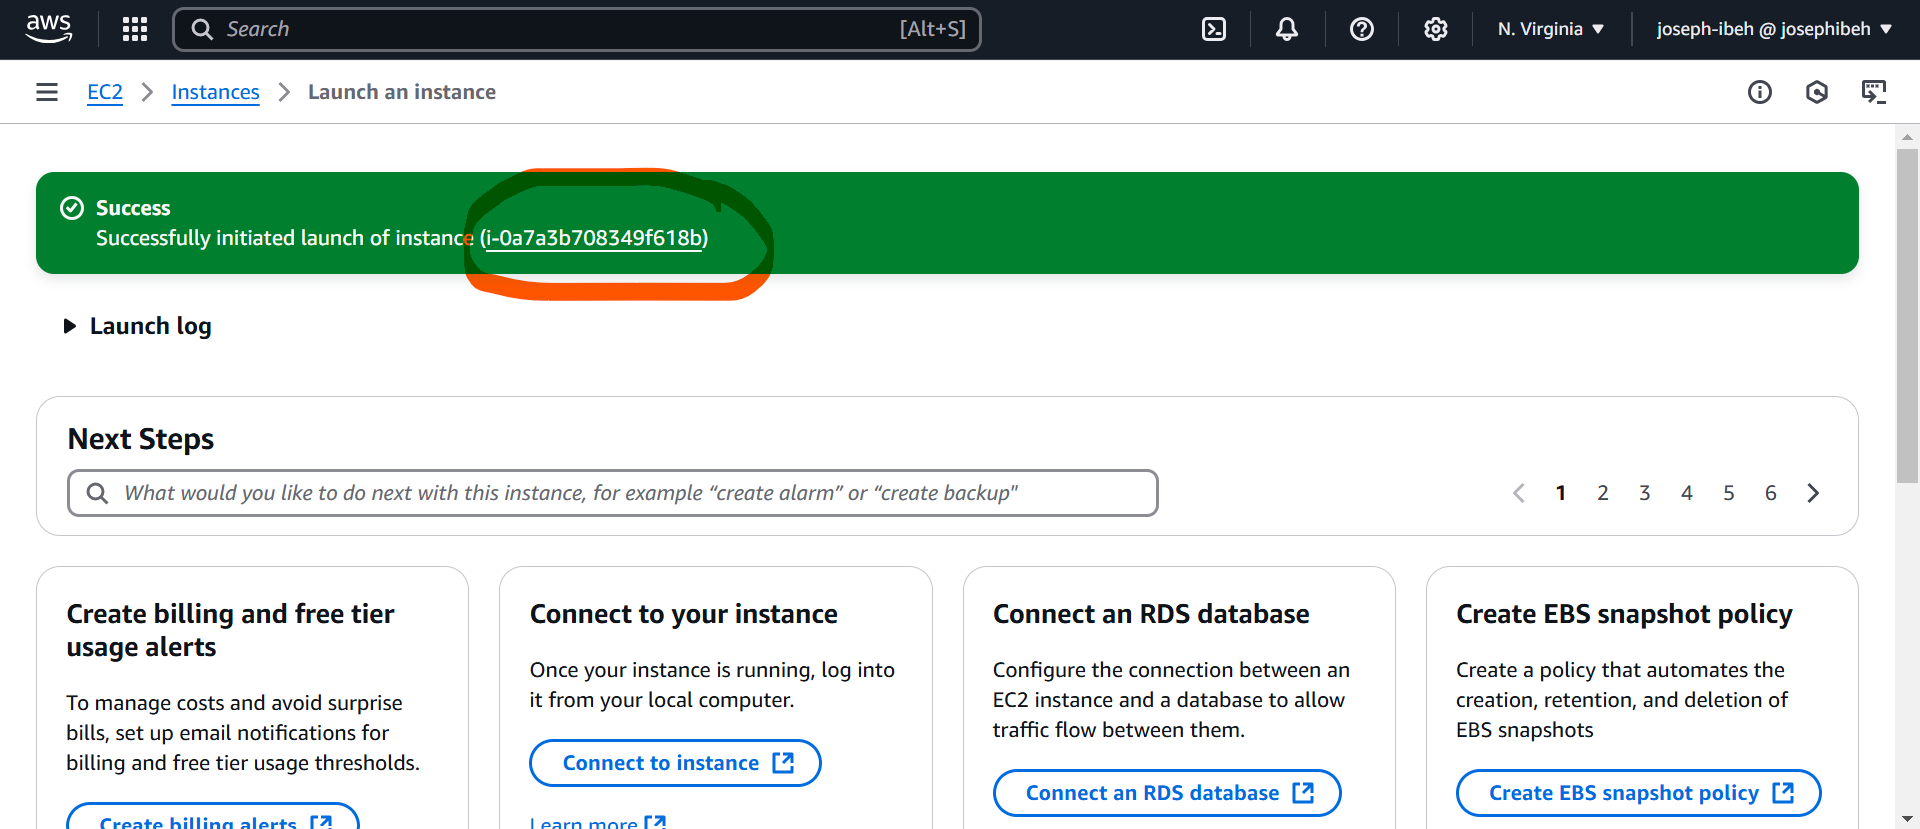 aws
Search [Alt+S]
N. Virginia
joseph-ibeh @ josephibeh
EC2 Instances Launch an instance
Success
Successfully initiated launch of instance (i-0a7a3b708349f618b)
Launch log
Next Steps
What would you like to do next with this instance, for example “create alarm” or “create backup"
1 2 3 4 5 6
Create billing and free tier
usage alerts
To manage costs and avoid surprise
bills, set up email notifications for
billing and free tier usage thresholds.
Create billing alerts
Connect to your instance
Once your instance is running, log into
it from your local computer.
Connect to instance
Learn more
Connect an RDS database
Configure the connection between an
EC2 instance and a database to allow
traffic flow between them.
Connect an RDS database
Create EBS snapshot policy
Create a policy that automates the
creation, retention, and deletion of
EBS snapshots
Create EBS snapshot policy